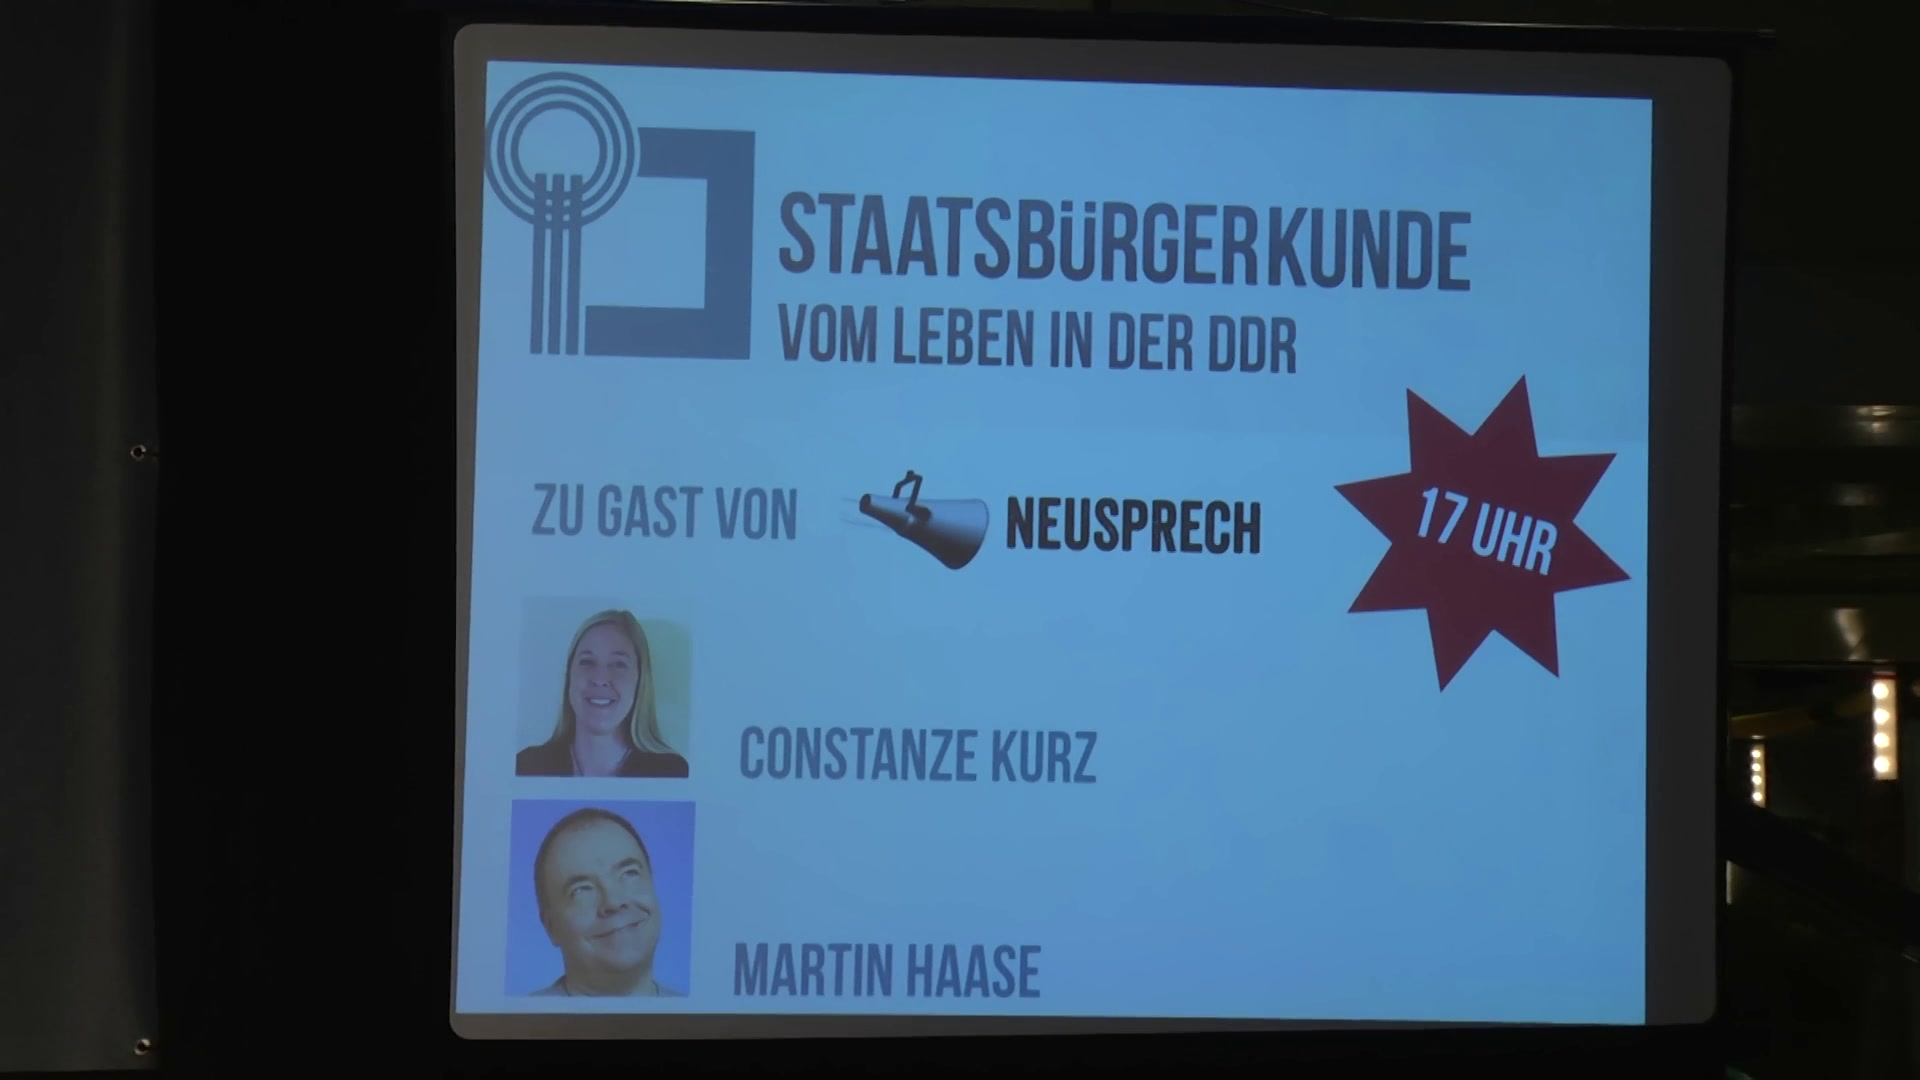 STAATSBÜRGERKUNDE
VOM LEBEN IN DER DDR
ZU GAST VON NEUSPRECH
17 UHR
CONSTANZE KURZ
MARTIN HAASE